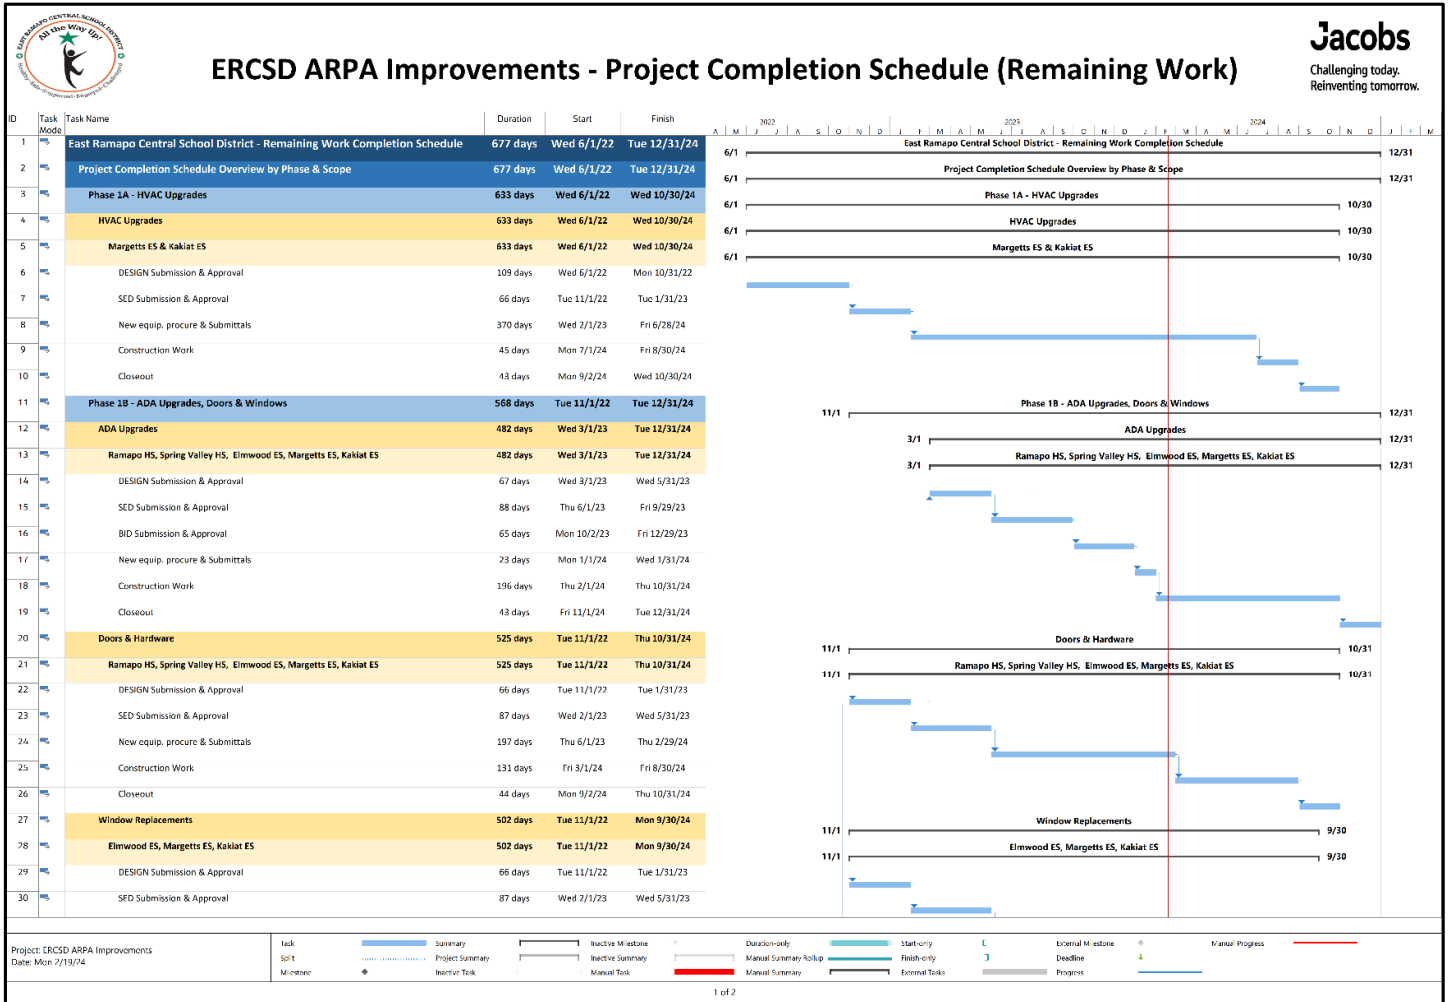 EAST RAMAPO CENTRAL SCHOOL DISTRICT
All the Way Up!
ERCSD ARPA Improvements - Project Completion Schedule (Remaining Work)
Jacobs
Challenging today.
Reinventing tomorrow.
ID Task Mode Task Name Duration Start Finish
2022 2023 2024
A M J J A S O N D J F M A M J J A S O N D J F M A M J J A S O N D J F M
1 East Ramapo Central School District - Remaining Work Completion Schedule 677 days Wed 6/1/22 Tue 12/31/24 6/1 East Ramapo Central School District - Remaining Work Completion Schedule 12/31
2 Project Completion Schedule Overview by Phase & Scope 677 days Wed 6/1/22 Tue 12/31/24 6/1 Project Completion Schedule Overview by Phase & Scope 12/31
3 Phase 1A - HVAC Upgrades 633 days Wed 6/1/22 Wed 10/30/24 6/1 Phase 1A - HVAC Upgrades 10/30
4 HVAC Upgrades 633 days Wed 6/1/22 Wed 10/30/24 6/1 HVAC Upgrades 10/30
5 Margetts ES & Kakiat ES 633 days Wed 6/1/22 Wed 10/30/24 6/1 Margetts ES & Kakiat ES 10/30
6 DESIGN Submission & Approval 109 days Wed 6/1/22 Mon 10/31/22
7 SED Submission & Approval 66 days Tue 11/1/22 Tue 1/31/23
8 New equip. procure & Submittals 370 days Wed 2/1/23 Fri 6/28/24
9 Construction Work 45 days Mon 7/1/24 Fri 8/30/24
10 Closeout 43 days Mon 9/2/24 Wed 10/30/24
11 Phase 1B - ADA Upgrades, Doors & Windows 568 days Tue 11/1/22 Tue 12/31/24 11/1 Phase 1B - ADA Upgrades, Doors & Windows 12/31
12 ADA Upgrades 482 days Wed 3/1/23 Tue 12/31/24 3/1 ADA Upgrades 12/31
13 Ramapo HS, Spring Valley HS, Elmwood ES, Margetts ES, Kakiat ES 482 days Wed 3/1/23 Tue 12/31/24 3/1 Ramapo HS, Spring Valley HS, Elmwood ES, Margetts ES, Kakiat ES 12/31
14 DESIGN Submission & Approval 67 days Wed 3/1/23 Wed 5/31/23
15 SED Submission & Approval 88 days Thu 6/1/23 Fri 9/29/23
16 BID Submission & Approval 65 days Mon 10/2/23 Fri 12/29/23
17 New equip. procure & Submittals 23 days Mon 1/1/24 Wed 1/31/24
18 Construction Work 196 days Thu 2/1/24 Thu 10/31/24
19 Closeout 43 days Fri 11/1/24 Tue 12/31/24
20 Doors & Hardware 525 days Tue 11/1/22 Thu 10/31/24 11/1 Doors & Hardware 10/31
21 Ramapo HS, Spring Valley HS, Elmwood ES, Margetts ES, Kakiat ES 525 days Tue 11/1/22 Thu 10/31/24 11/1 Ramapo HS, Spring Valley HS, Elmwood ES, Margetts ES, Kakiat ES 10/31
22 DESIGN Submission & Approval 66 days Tue 11/1/22 Tue 1/31/23
23 SED Submission & Approval 87 days Wed 2/1/23 Wed 5/31/23
24 New equip. procure & Submittals 197 days Thu 6/1/23 Thu 2/29/24
25 Construction Work 131 days Fri 3/1/24 Fri 8/30/24
26 Closeout 44 days Mon 9/2/24 Thu 10/31/24
27 Window Replacements 502 days Tue 11/1/22 Mon 9/30/24 11/1 Window Replacements 9/30
28 Elmwood ES, Margetts ES, Kakiat ES 502 days Tue 11/1/22 Mon 9/30/24 11/1 Elmwood ES, Margetts ES, Kakiat ES 9/30
29 DESIGN Submission & Approval 66 days Tue 11/1/22 Tue 1/31/23
30 SED Submission & Approval 87 days Wed 2/1/23 Wed 5/31/23
Project: ERCSD ARPA Improvements
Date: Mon 2/19/24
Task Summary Inactive Milestone Duration-only Start-only External Milestone Manual Progress
Split Project Summary Inactive Summary Manual Summary Rollup Finish-only Deadline
Milestone Inactive Task Manual Task Manual Summary External Tasks Progress
1 of 2